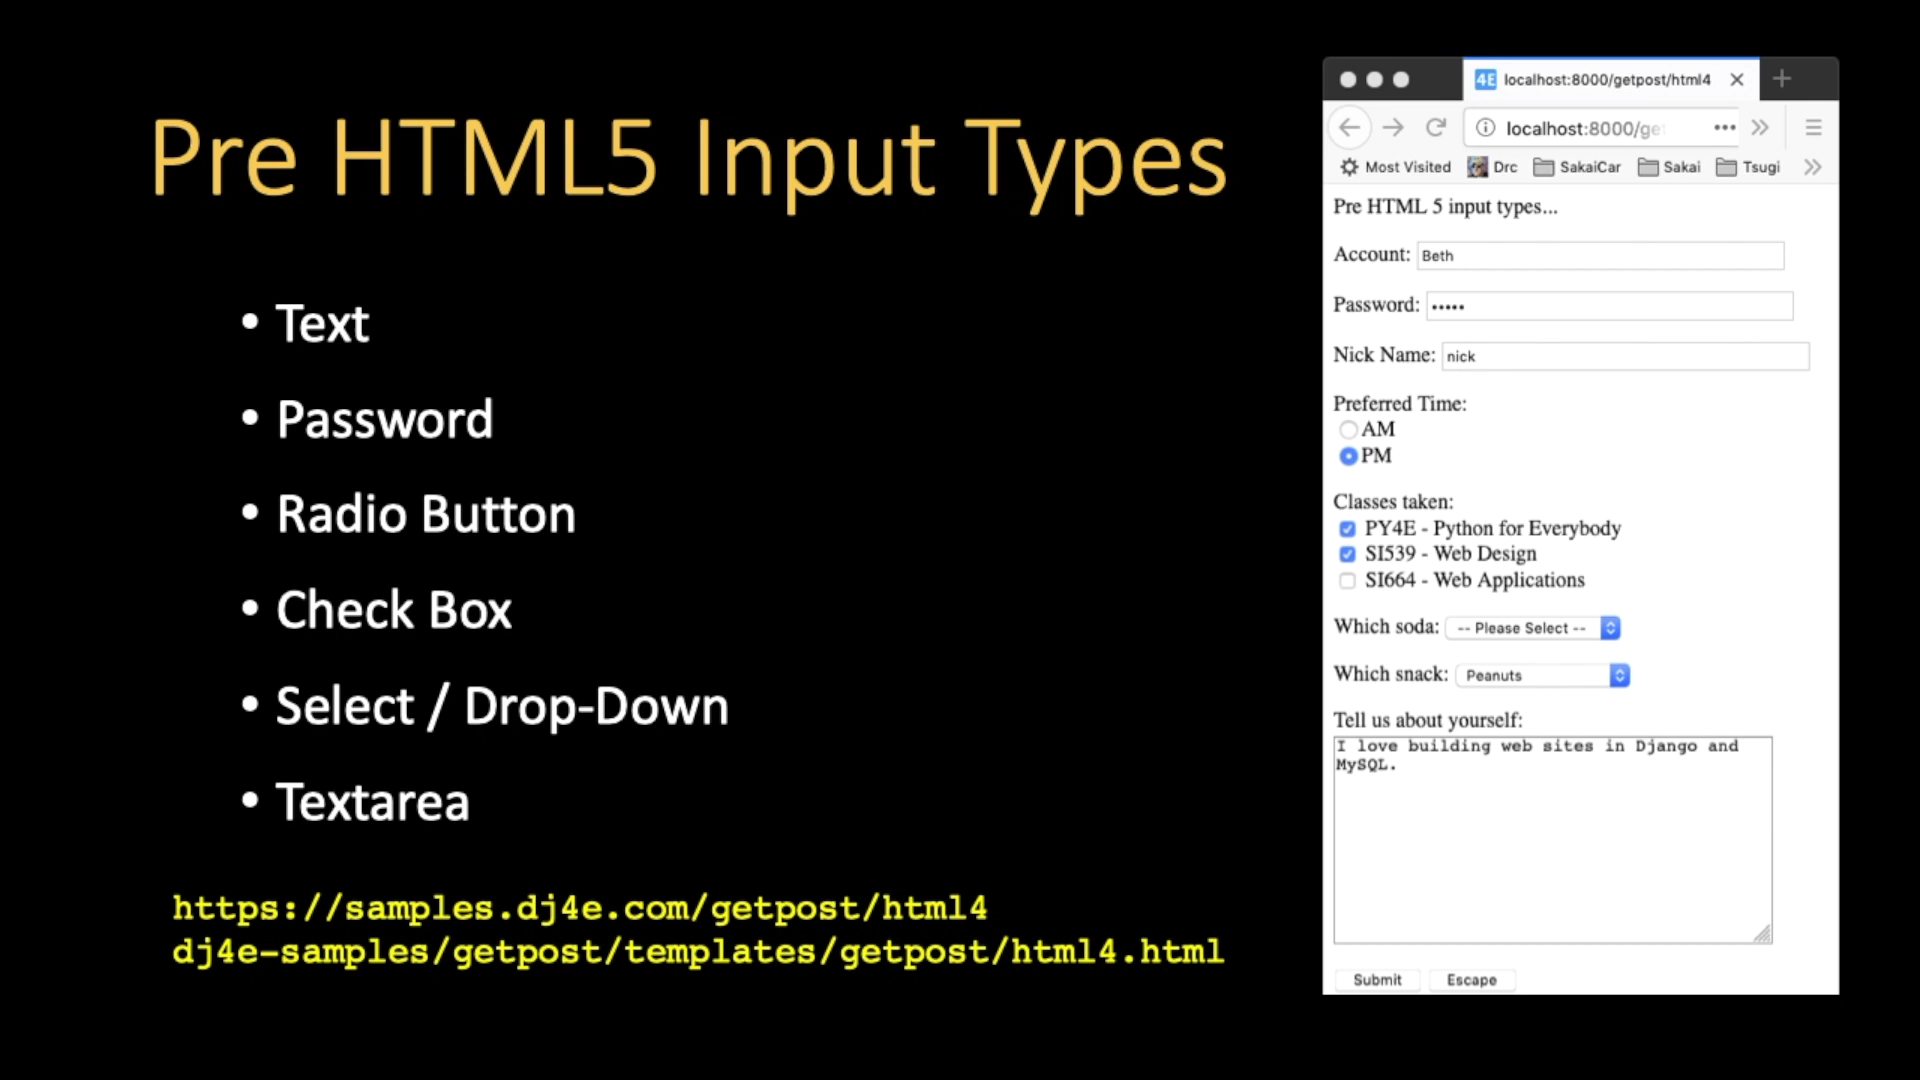 Pre HTML5 Input Types
• Text
• Password
• Radio Button
• Check Box
• Select / Drop-Down
• Textarea
https://samples.dj4e.com/getpost/html4
dj4e-samples/getpost/templates/getpost/html4.html
4E localhost:8000/getpost/html4
localhost:8000/get
Most Visited Drc SakaiCar Sakai Tsugi
Pre HTML 5 input types...
Account: Beth
Password: •••••
Nick Name: nick
Preferred Time:
AM
PM
Classes taken:
PY4E - Python for Everybody
SI539 - Web Design
SI664 - Web Applications
Which soda: -- Please Select --
Which snack: Peanuts
Tell us about yourself:
I love building web sites in Django and
MySQL.
Submit Escape